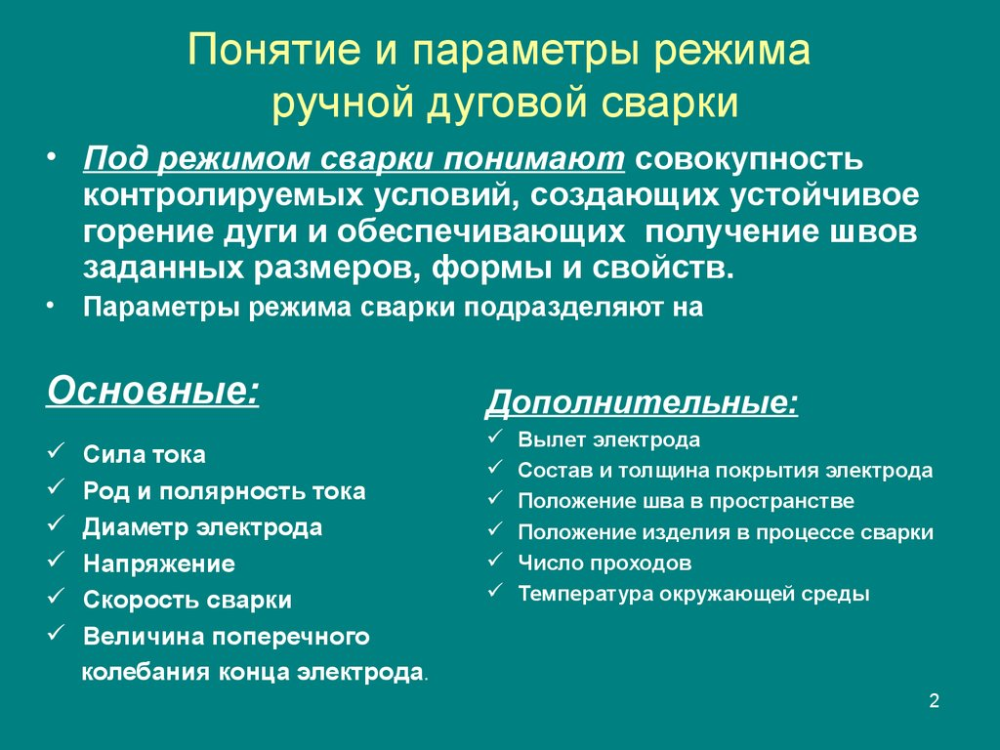 Понятие и параметры режима
ручной дуговой сварки
• Под режимом сварки понимают совокупность
контролируемых условий, создающих устойчивое
горение дуги и обеспечивающих получение швов
заданных размеров, формы и свойств.
• Параметры режима сварки подразделяют на
Основные:
✓ Сила тока
✓ Род и полярность тока
✓ Диаметр электрода
✓ Напряжение
✓ Скорость сварки
✓ Величина поперечного
колебания конца электрода.
Дополнительные:
✓ Вылет электрода
✓ Состав и толщина покрытия электрода
✓ Положение шва в пространстве
✓ Положение изделия в процессе сварки
✓ Число проходов
✓ Температура окружающей среды
2